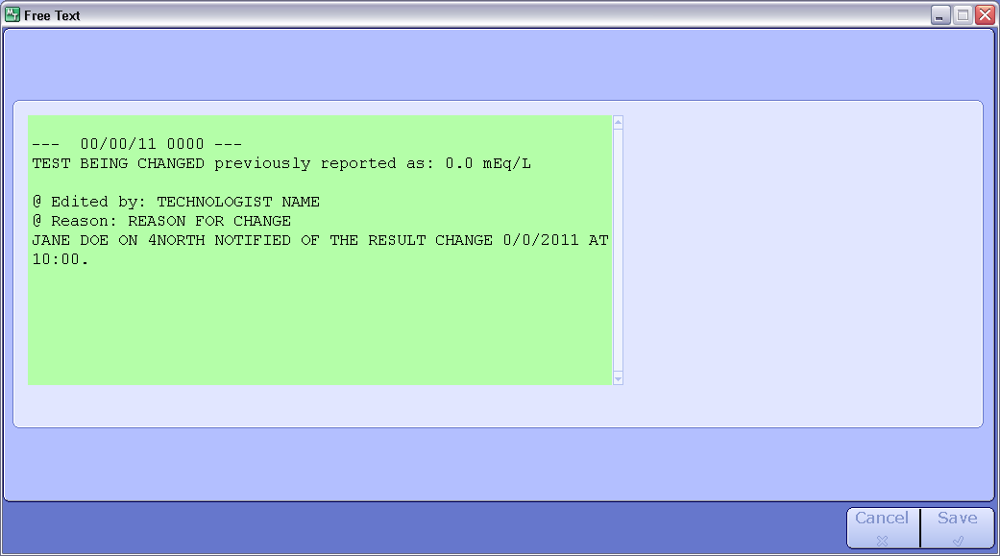 Free Text
---  00/00/11 0000 ---
TEST BEING CHANGED previously reported as: 0.0 mEq/L
@ Edited by: TECHNOLOGIST NAME
@ Reason: REASON FOR CHANGE
JANE DOE ON 4NORTH NOTIFIED OF THE RESULT CHANGE 0/0/2011 AT
10:00.
Cancel Save